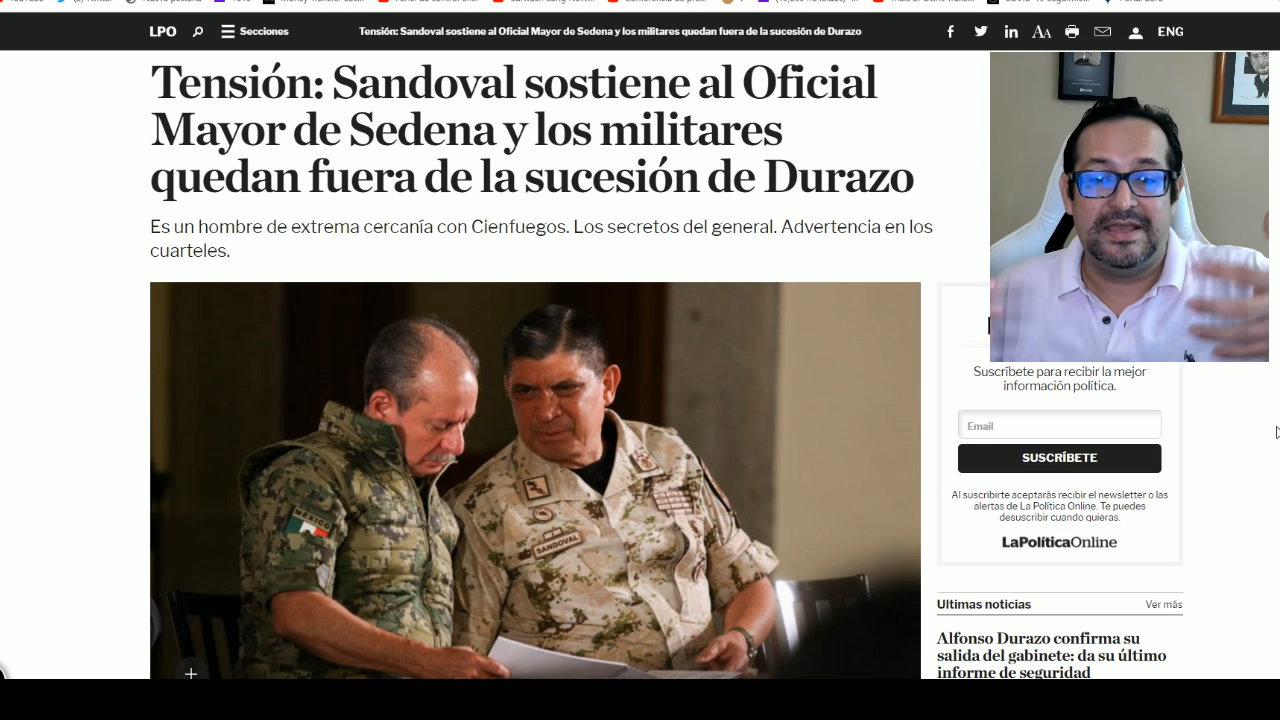 LPO
Secciones
Tensión: Sandoval sostiene al Oficial Mayor de Sedena y los militares quedan fuera de la sucesión de Durazo
AA
ENG
Tensión: Sandoval sostiene al Oficial
Mayor de Sedena y los militares
quedan fuera de la sucesión de Durazo
Es un hombre de extrema cercanía con Cienfuegos. Los secretos del general. Advertencia en los
cuarteles.
MEXICO
SANDOVAL
Suscríbete para recibir la mejor
información política.
Email
SUSCRÍBETE
Al suscribirte aceptarás recibir el newsletter o las
alertas de La Política Online. Te puedes
desuscribir cuando quieras.
LaPolíticaOnline
Ultimas noticias
Ver más
Alfonso Durazo confirma su
salida del gabinete: da su último
informe de seguridad